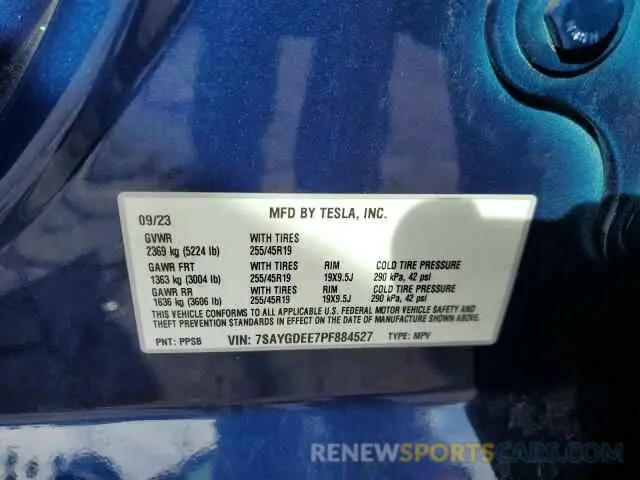 MFD BY TESLA, INC.
09/23
GVWR WITH TIRES
2369 kg (5224 lb) 255/45R19
GAWR FRT WITH TIRES RIM COLD TIRE PRESSURE
1363 kg (3004 lb) 255/45R19 19X9.5J 290 kPa, 42 psi
GAWR RR WITH TIRES RIM COLD TIRE PRESSURE
1636 kg (3606 lb) 255/45R19 19X9.5J 290 kPa, 42 psi
THIS VEHICLE CONFORMS TO ALL APPLICABLE U.S. FEDERAL MOTOR VEHICLE SAFETY AND
THEFT PREVENTION STANDARDS IN EFFECT ON THE DATE OF MANUFACTURE SHOWN ABOVE.
PNT: PPSB VIN: 7SAYGDEE7PF884527 TYPE: MPV
RENEWSPORTSCARS.COM